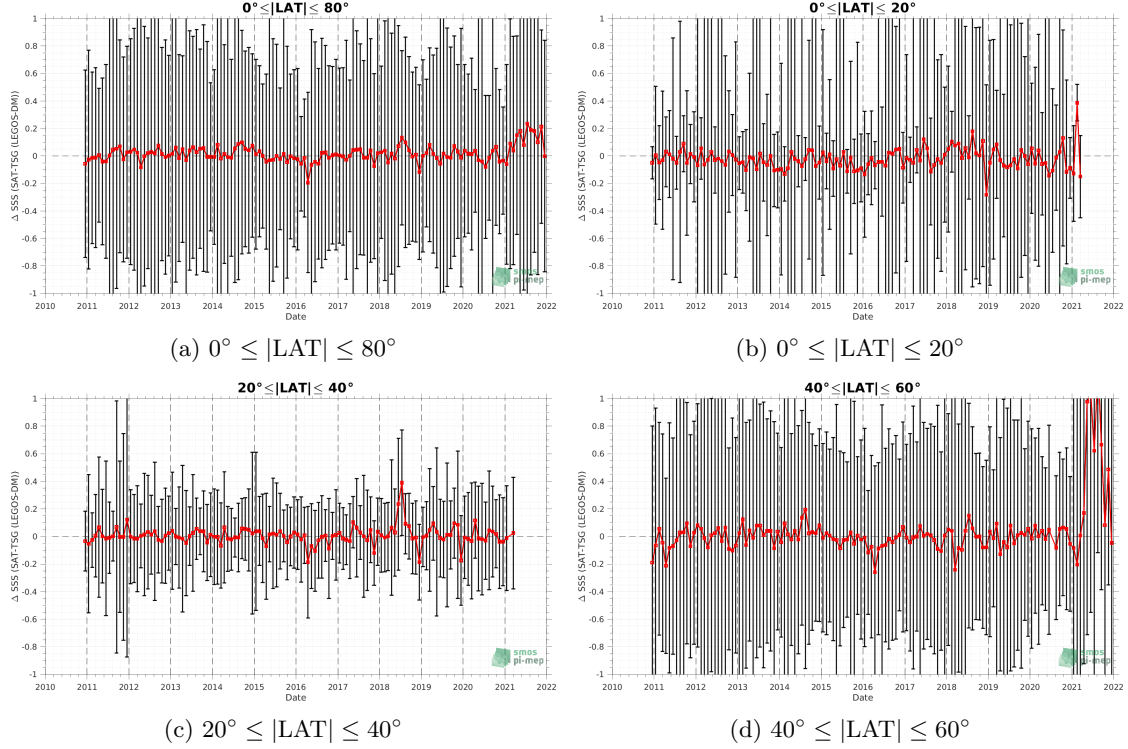 0°≤|LAT|≤ 80°
Δ SSS (SAT-TSG (LEGOS-DM))
1
0.8
0.6
0.4
0.2
0
-0.2
-0.4
-0.6
-0.8
-1
smos
pi-mep
2010 2011 2012 2013 2014 2015 2016 2017 2018 2019 2020 2021 2022
Date
(a) 0° ≤ |LAT| ≤ 80°
0°≤|LAT|≤ 20°
Δ SSS (SAT-TSG (LEGOS-DM))
1
0.8
0.6
0.4
0.2
0
-0.2
-0.4
-0.6
-0.8
-1
smos
pi-mep
2010 2011 2012 2013 2014 2015 2016 2017 2018 2019 2020 2021 2022
Date
(b) 0° ≤ |LAT| ≤ 20°
20°≤|LAT|≤ 40°
Δ SSS (SAT-TSG (LEGOS-DM))
1
0.8
0.6
0.4
0.2
0
-0.2
-0.4
-0.6
-0.8
-1
smos
pi-mep
2010 2011 2012 2013 2014 2015 2016 2017 2018 2019 2020 2021 2022
Date
(c) 20° ≤ |LAT| ≤ 40°
40°≤|LAT|≤ 60°
Δ SSS (SAT-TSG (LEGOS-DM))
1
0.8
0.6
0.4
0.2
0
-0.2
-0.4
-0.6
-0.8
-1
smos
pi-mep
2010 2011 2012 2013 2014 2015 2016 2017 2018 2019 2020 2021 2022
Date
(d) 40° ≤ |LAT| ≤ 60°